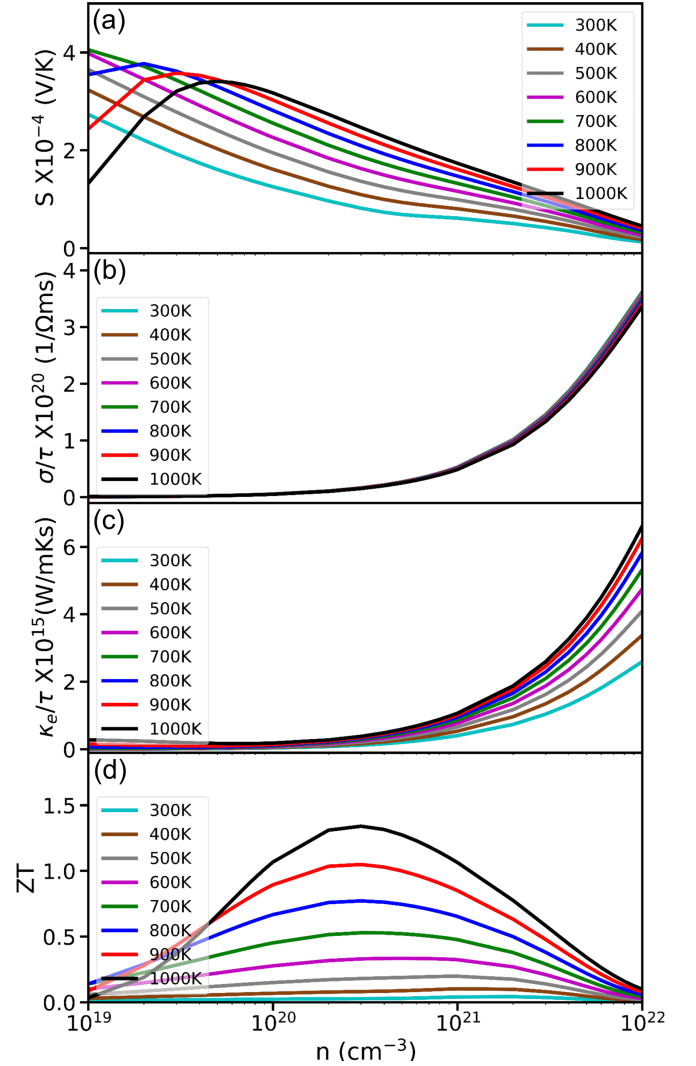 (a)
S X10⁻⁴ (V/K)
4
2
0
300K
400K
500K
600K
700K
800K
900K
1000K
(b)
σ/τ X10²⁰ (1/Ωms)
4
3
2
1
0
300K
400K
500K
600K
700K
800K
900K
1000K
(c)
κₑ/τ X10¹⁵(W/mKs)
6
4
2
0
300K
400K
500K
600K
700K
800K
900K
1000K
(d)
ZT
1.5
1.0
0.5
0.0
300K
400K
500K
600K
700K
800K
900K
1000K
10¹⁹ 10²⁰ 10²¹ 10²²
n (cm⁻³)